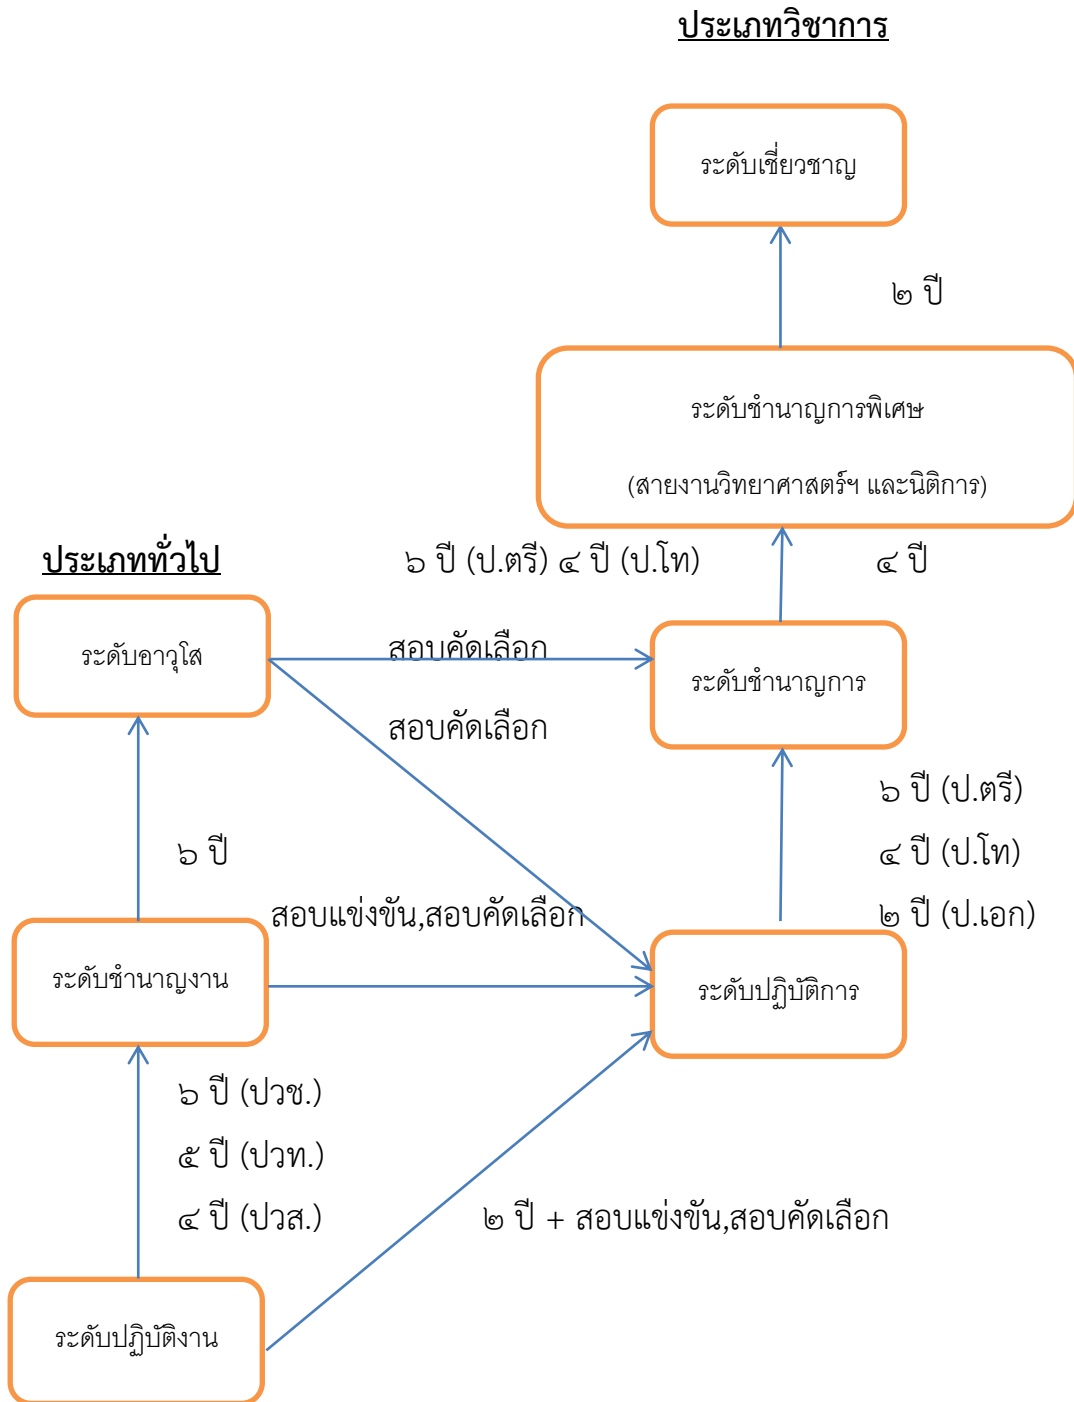 ประเภทวิชาการ
ระดับเชี่ยวชาญ
๒ ปี
ระดับชำนาญการพิเศษ
(สายงานวิทยาศาสตร์ฯ และนิติการ)
ประเภททั่วไป
๖ ปี (ป.ตรี) ๔ ปี (ป.โท)
๔ ปี
ระดับอาวุโส
สอบคัดเลือก
ระดับชำนาญการ
สอบคัดเลือก
๖ ปี (ป.ตรี)
๔ ปี (ป.โท)
๒ ปี (ป.เอก)
๖ ปี
สอบแข่งขัน,สอบคัดเลือก
ระดับชำนาญงาน
ระดับปฏิบัติการ
๖ ปี (ปวช.)
๕ ปี (ปวท.)
๔ ปี (ปวส.)
๒ ปี + สอบแข่งขัน,สอบคัดเลือก
ระดับปฏิบัติงาน